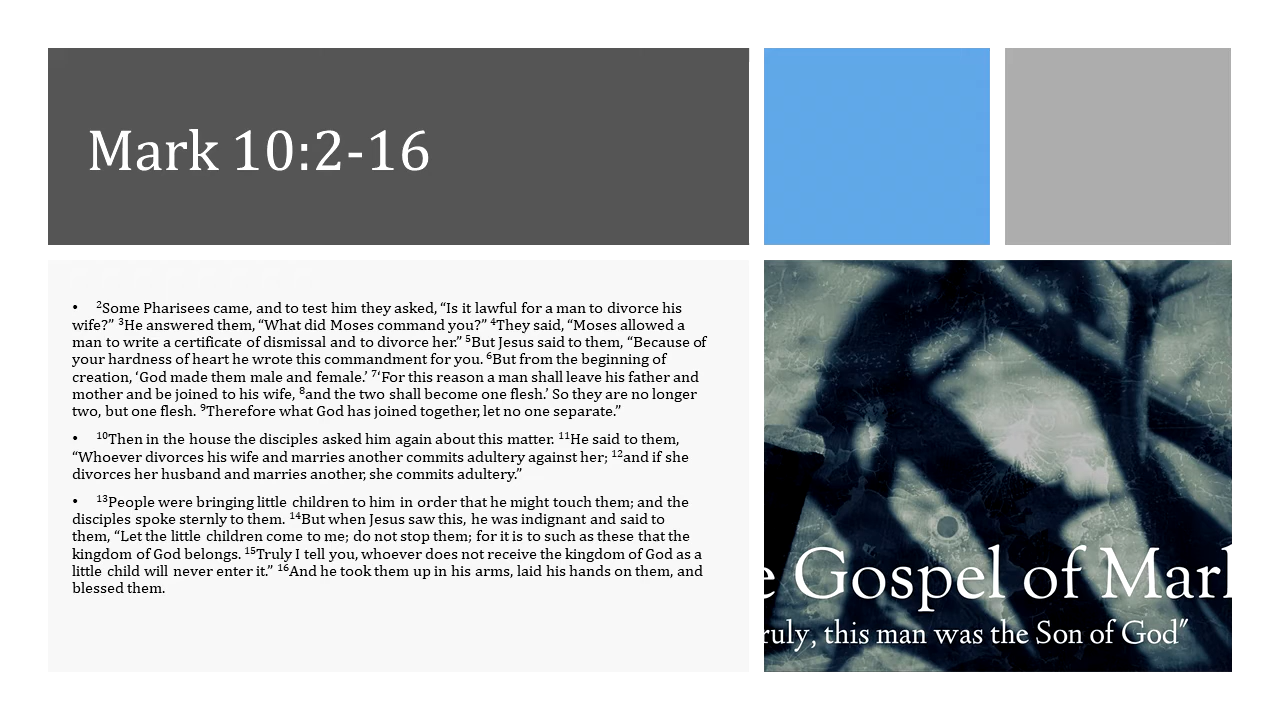 Mark 10:2-16
• ²Some Pharisees came, and to test him they asked, “Is it lawful for a man to divorce his
wife?” ³He answered them, “What did Moses command you?” ⁴They said, “Moses allowed a
man to write a certificate of dismissal and to divorce her.” ⁵But Jesus said to them, “Because of
your hardness of heart he wrote this commandment for you. ⁶But from the beginning of
creation, ‘God made them male and female.’ ⁷‘For this reason a man shall leave his father and
mother and be joined to his wife, ⁸and the two shall become one flesh.’ So they are no longer
two, but one flesh. ⁹Therefore what God has joined together, let no one separate.”
• ¹⁰Then in the house the disciples asked him again about this matter. ¹¹He said to them,
“Whoever divorces his wife and marries another commits adultery against her; ¹²and if she
divorces her husband and marries another, she commits adultery.”
• ¹³People were bringing little children to him in order that he might touch them; and the
disciples spoke sternly to them. ¹⁴But when Jesus saw this, he was indignant and said to
them, “Let the little children come to me; do not stop them; for it is to such as these that the
kingdom of God belongs. ¹⁵Truly I tell you, whoever does not receive the kingdom of God as a
little child will never enter it.” ¹⁶And he took them up in his arms, laid his hands on them, and
blessed them.
e Gospel of Mark
ruly, this man was the Son of God”